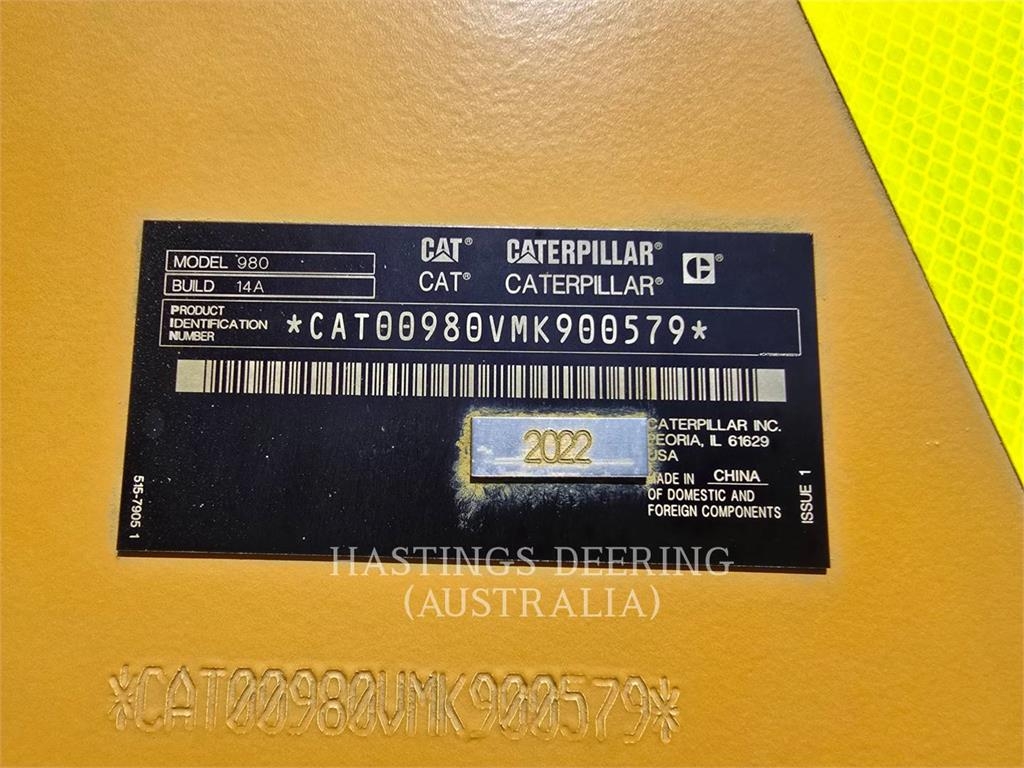 MODEL 980
BUILD 14A
CAT® CATERPILLAR® C
CAT® CATERPILLAR®
PRODUCT
IDENTIFICATION
NUMBER
*CAT00980VMK900579*
*CAT00980VMK900579*
2022
CATERPILLAR INC.
PEORIA, IL 61629
USA
MADE IN CHINA
OF DOMESTIC AND
FOREIGN COMPONENTS
515-7905 1
ISSUE 1
HASTINGS DEERING
(AUSTRALIA)
*CAT00980VMK900579*